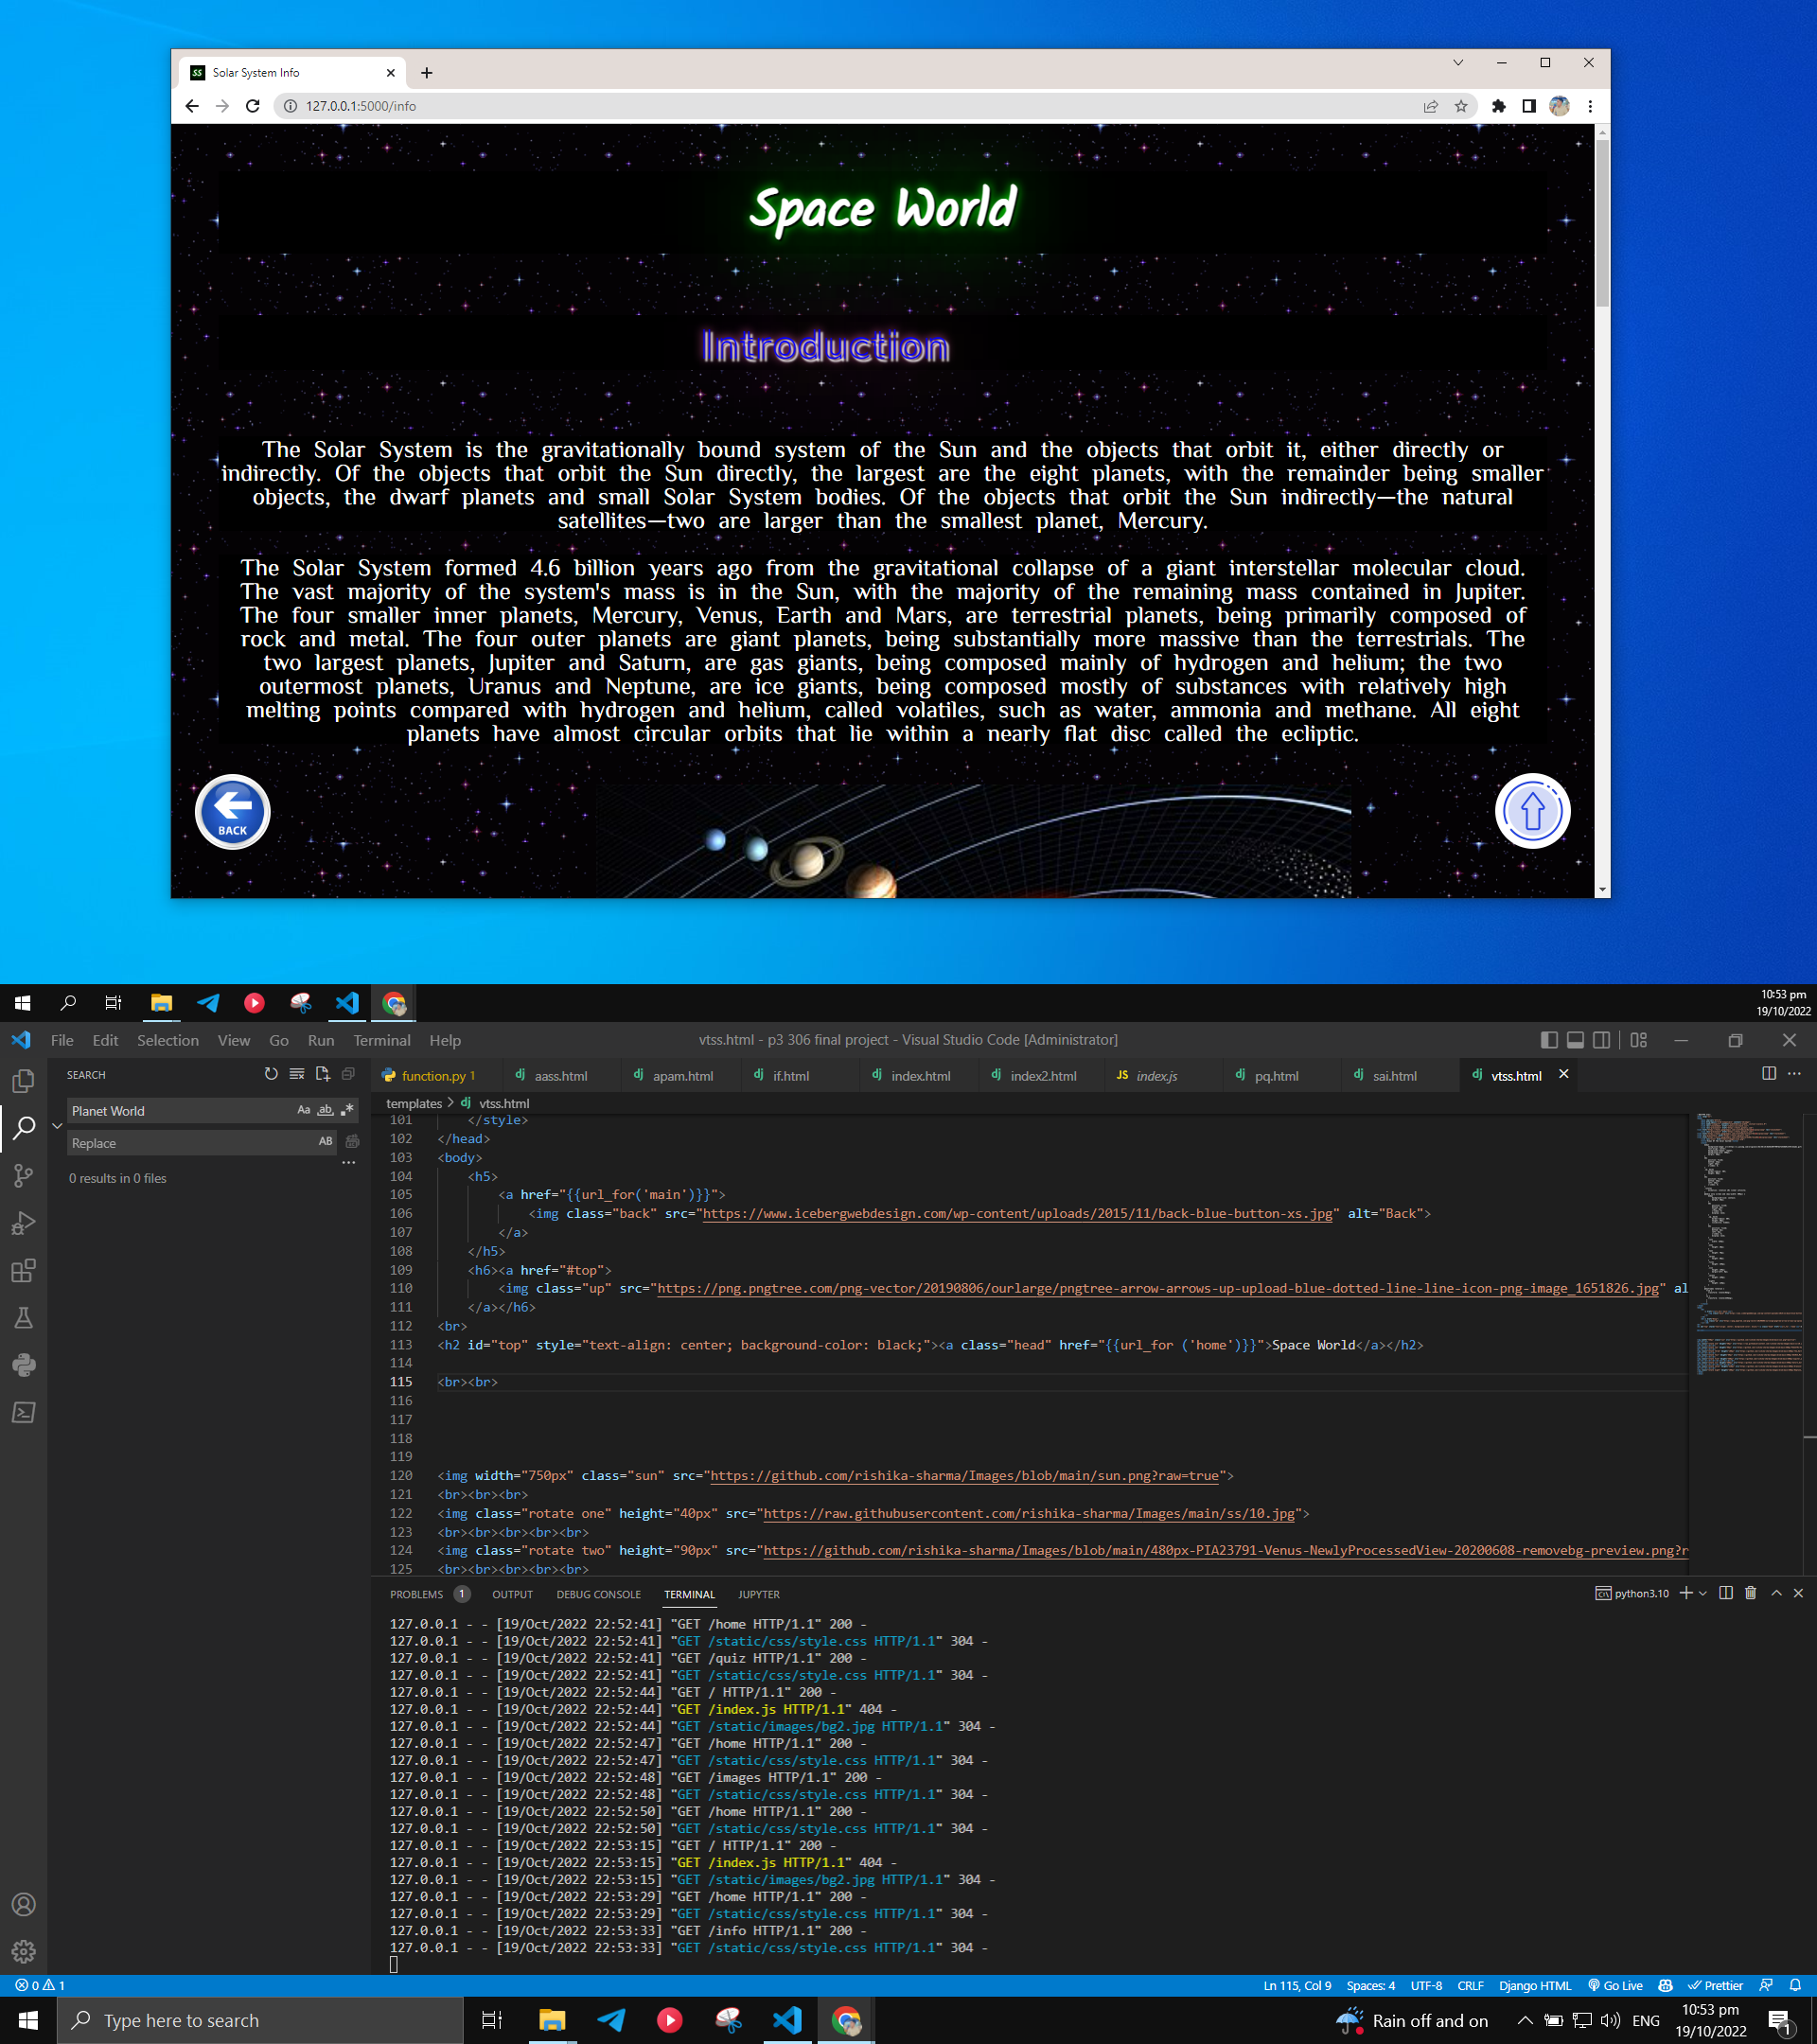 SS Solar System Info
127.0.0.1:5000/info
Space World
Introduction
The Solar System is the gravitationally bound system of the Sun and the objects that orbit it, either directly or
indirectly. Of the objects that orbit the Sun directly, the largest are the eight planets, with the remainder being smaller
objects, the dwarf planets and small Solar System bodies. Of the objects that orbit the Sun indirectly—the natural
satellites—two are larger than the smallest planet, Mercury.
The Solar System formed 4.6 billion years ago from the gravitational collapse of a giant interstellar molecular cloud.
The vast majority of the system's mass is in the Sun, with the majority of the remaining mass contained in Jupiter.
The four smaller inner planets, Mercury, Venus, Earth and Mars, are terrestrial planets, being primarily composed of
rock and metal. The four outer planets are giant planets, being substantially more massive than the terrestrials. The
two largest planets, Jupiter and Saturn, are gas giants, being composed mainly of hydrogen and helium; the two
outermost planets, Uranus and Neptune, are ice giants, being composed mostly of substances with relatively high
melting points compared with hydrogen and helium, called volatiles, such as water, ammonia and methane. All eight
planets have almost circular orbits that lie within a nearly flat disc called the ecliptic.
BACK
10:53 pm
19/10/2022
File Edit Selection View Go Run Terminal Help vtss.html - p3 306 final project - Visual Studio Code [Administrator]
SEARCH
Planet World Aa ab .*
Replace AB
0 results in 0 files
function.py 1 dj aass.html dj apam.html dj if.html dj index.html dj index2.html JS index.js dj pq.html dj sai.html dj vtss.html
templates > dj vtss.html
101 </style>
102 </head>
103 <body>
104 <h5>
105 <a href="{{url_for('main')}}">
106 <img class="back" src="https://www.icebergwebdesign.com/wp-content/uploads/2015/11/back-blue-button-xs.jpg" alt="Back">
107 </a>
108 </h5>
109 <h6><a href="#top">
110 <img class="up" src="https://png.pngtree.com/png-vector/20190806/ourlarge/pngtree-arrow-arrows-up-upload-blue-dotted-line-line-icon-png-image_1651826.jpg" al
111 </a></h6>
112 <br>
113 <h2 id="top" style="text-align: center; background-color: black;"><a class="head" href="{{url_for ('home')}}">Space World</a></h2>
114
115 <br><br>
116
117
118
119
120 <img width="750px" class="sun" src="https://github.com/rishika-sharma/Images/blob/main/sun.png?raw=true">
121 <br><br><br>
122 <img class="rotate one" height="40px" src="https://raw.githubusercontent.com/rishika-sharma/Images/main/ss/10.jpg">
123 <br><br><br><br><br>
124 <img class="rotate two" height="90px" src="https://github.com/rishika-sharma/Images/blob/main/480px-PIA23791-Venus-NewlyProcessedView-20200608-removebg-preview.png?r
125 <br><br><br><br><br>
PROBLEMS 1 OUTPUT DEBUG CONSOLE TERMINAL JUPYTER python3.10
127.0.0.1 - - [19/Oct/2022 22:52:41] "GET /home HTTP/1.1" 200 -
127.0.0.1 - - [19/Oct/2022 22:52:41] "GET /static/css/style.css HTTP/1.1" 304 -
127.0.0.1 - - [19/Oct/2022 22:52:41] "GET /quiz HTTP/1.1" 200 -
127.0.0.1 - - [19/Oct/2022 22:52:41] "GET /static/css/style.css HTTP/1.1" 304 -
127.0.0.1 - - [19/Oct/2022 22:52:44] "GET / HTTP/1.1" 200 -
127.0.0.1 - - [19/Oct/2022 22:52:44] "GET /index.js HTTP/1.1" 404 -
127.0.0.1 - - [19/Oct/2022 22:52:44] "GET /static/images/bg2.jpg HTTP/1.1" 304 -
127.0.0.1 - - [19/Oct/2022 22:52:47] "GET /home HTTP/1.1" 200 -
127.0.0.1 - - [19/Oct/2022 22:52:47] "GET /static/css/style.css HTTP/1.1" 304 -
127.0.0.1 - - [19/Oct/2022 22:52:48] "GET /images HTTP/1.1" 200 -
127.0.0.1 - - [19/Oct/2022 22:52:48] "GET /static/css/style.css HTTP/1.1" 304 -
127.0.0.1 - - [19/Oct/2022 22:52:50] "GET /home HTTP/1.1" 200 -
127.0.0.1 - - [19/Oct/2022 22:52:50] "GET /static/css/style.css HTTP/1.1" 304 -
127.0.0.1 - - [19/Oct/2022 22:53:15] "GET / HTTP/1.1" 200 -
127.0.0.1 - - [19/Oct/2022 22:53:15] "GET /index.js HTTP/1.1" 404 -
127.0.0.1 - - [19/Oct/2022 22:53:15] "GET /static/images/bg2.jpg HTTP/1.1" 304 -
127.0.0.1 - - [19/Oct/2022 22:53:29] "GET /home HTTP/1.1" 200 -
127.0.0.1 - - [19/Oct/2022 22:53:29] "GET /static/css/style.css HTTP/1.1" 304 -
127.0.0.1 - - [19/Oct/2022 22:53:33] "GET /info HTTP/1.1" 200 -
127.0.0.1 - - [19/Oct/2022 22:53:33] "GET /static/css/style.css HTTP/1.1" 304 -
0 1 Ln 115, Col 9 Spaces: 4 UTF-8 CRLF Django HTML Go Live Prettier
Type here to search Rain off and on ENG 10:53 pm
19/10/2022 1